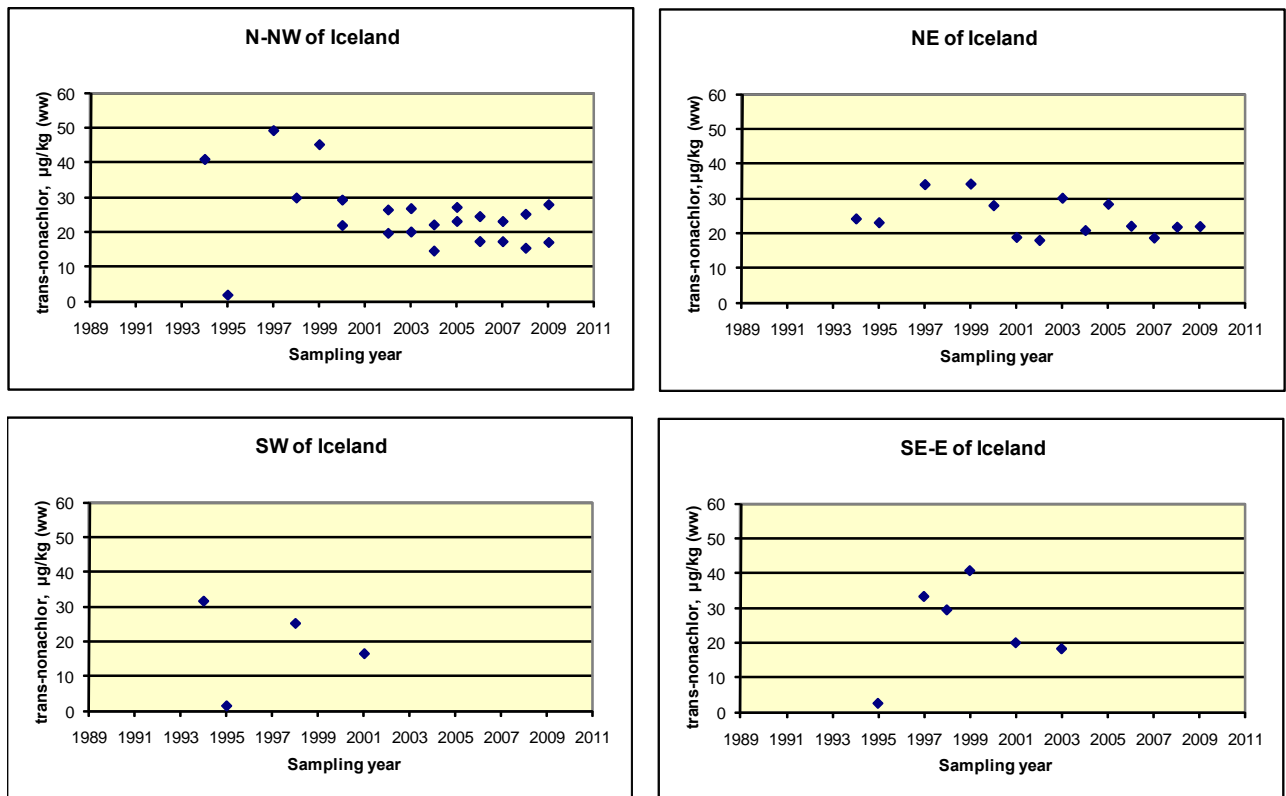 N-NW of Iceland
trans-nonachlor, µg/kg (ww)
60
50
40
30
20
10
0
1989 1991 1993 1995 1997 1999 2001 2003 2005 2007 2009 2011
Sampling year
NE of Iceland
trans-nonachlor,µg/kg (ww)
60
50
40
30
20
10
0
1989 1991 1993 1995 1997 1999 2001 2003 2005 2007 2009 2011
Sampling year
SW of Iceland
trans-nonachlor, µg/kg (ww)
60
50
40
30
20
10
0
1989 1991 1993 1995 1997 1999 2001 2003 2005 2007 2009 2011
Sampling year
SE-E of Iceland
trans-nonachlor, µg/kg (ww)
60
50
40
30
20
10
0
1989 1991 1993 1995 1997 1999 2001 2003 2005 2007 2009 2011
Sampling year